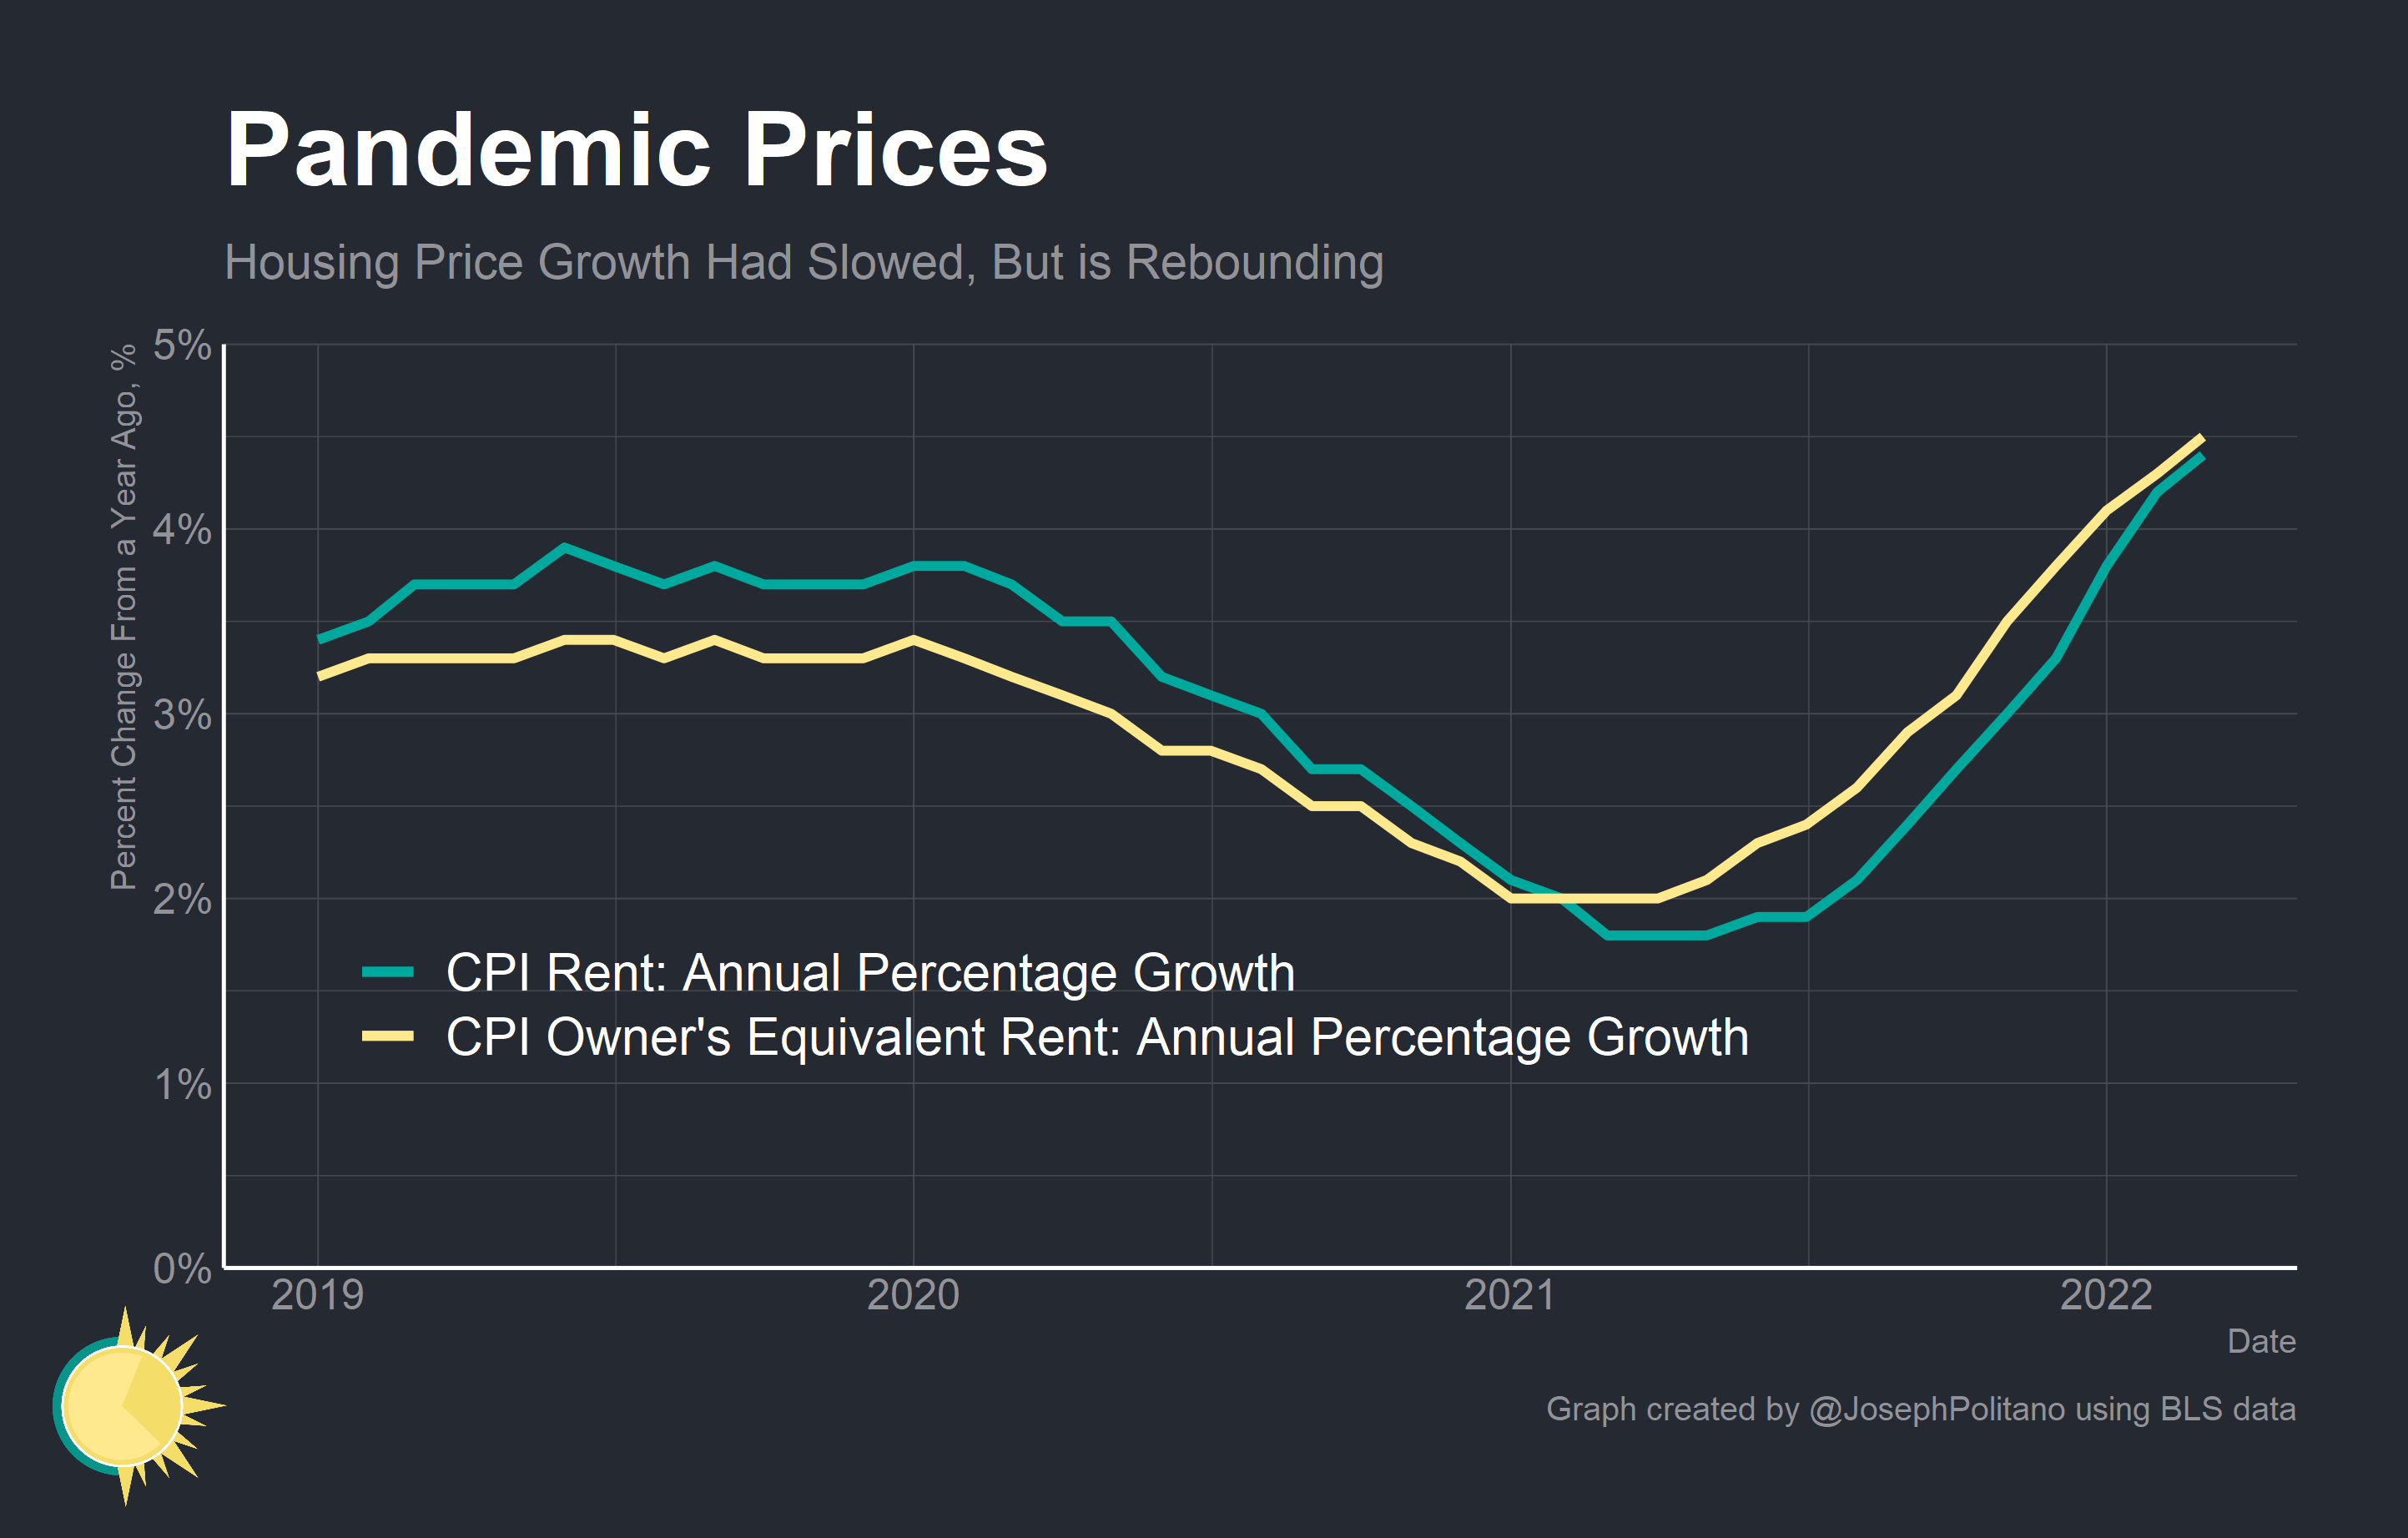 Pandemic Prices
Housing Price Growth Had Slowed, But is Rebounding
Percent Change From a Year Ago, %
5%
4%
3%
2%
1%
0%
CPI Rent: Annual Percentage Growth
CPI Owner's Equivalent Rent: Annual Percentage Growth
2019 2020 2021 2022
Date
Graph created by @JosephPolitano using BLS data